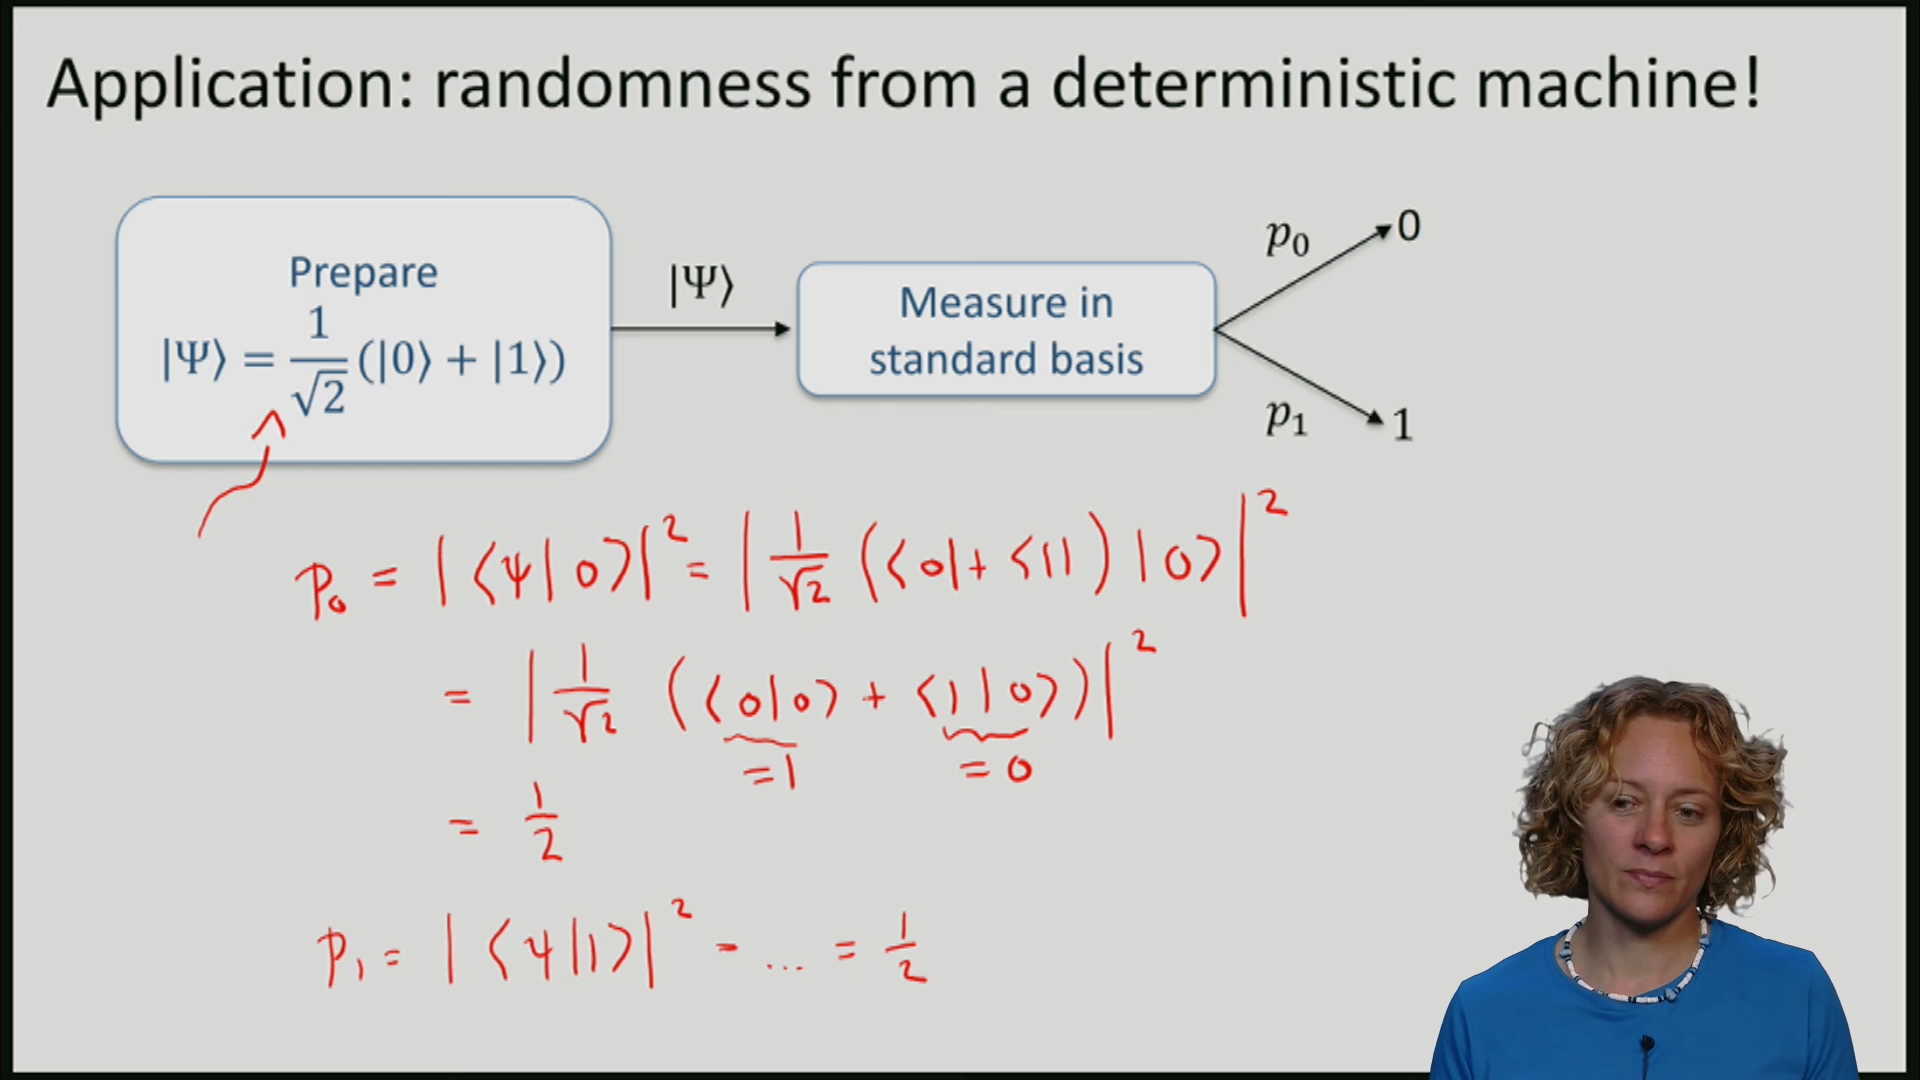 Application: randomness from a deterministic machine!
Prepare
|Ψ⟩ = 1/√2 (|0⟩ + |1⟩)
|Ψ⟩
Measure in
standard basis
p₀
0
p₁
1
p₀ = |⟨ψ|0⟩|² = |1/√2 (⟨0| + ⟨1|) |0⟩|²
= |1/√2 (⟨0|0⟩ + ⟨1|0⟩)|²
=1 =0
= 1/2
p₁ = |⟨ψ|1⟩|² = ... = 1/2